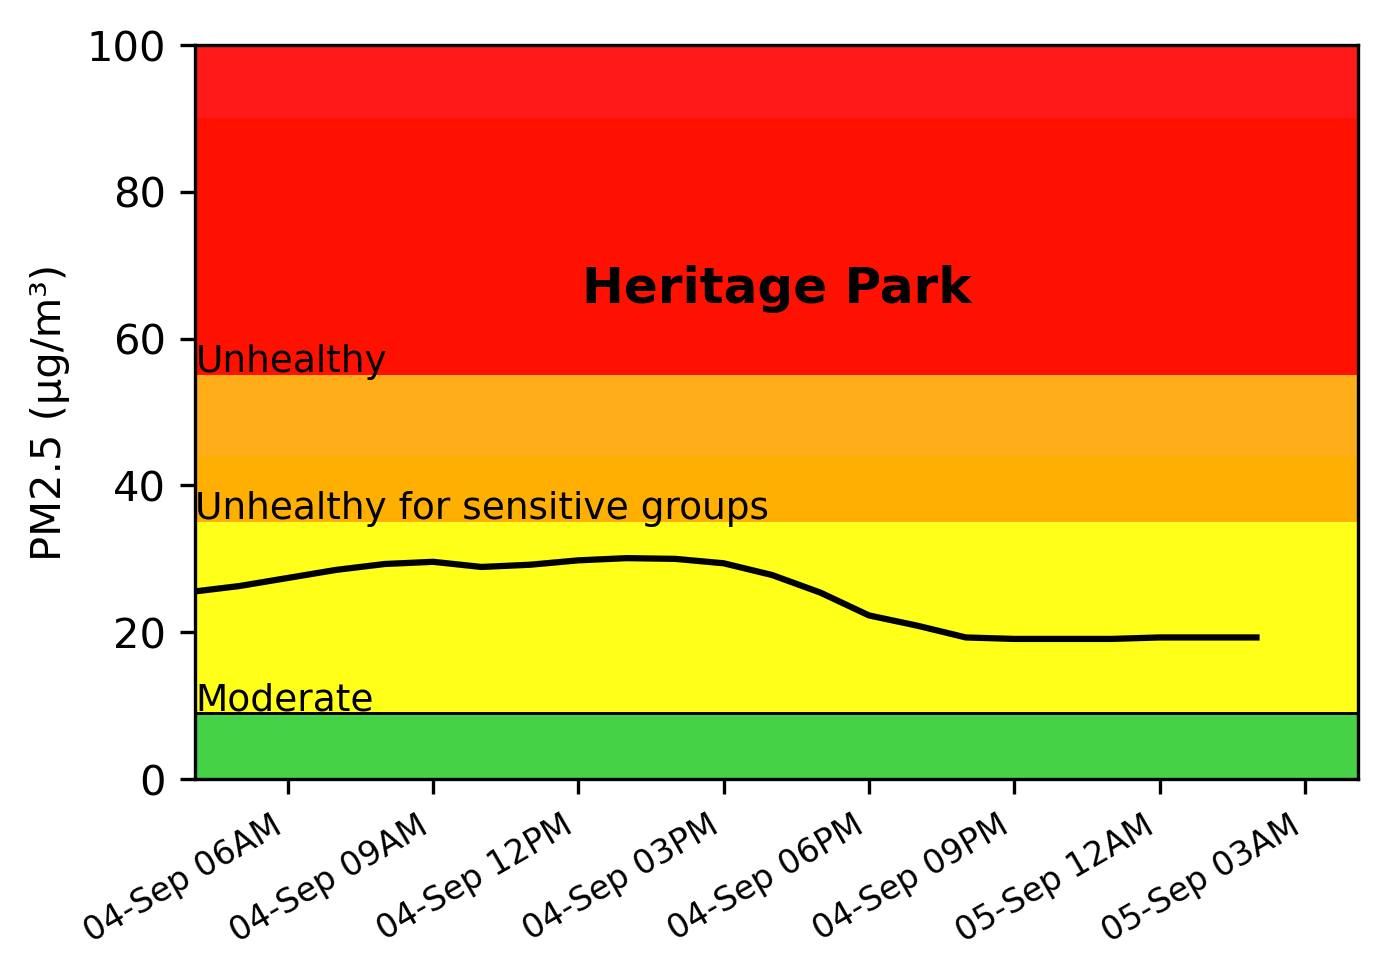 100
80
60
40
20
0
PM2.5 (µg/m³)
Heritage Park
Unhealthy
Unhealthy for sensitive groups
Moderate
04-Sep 06AM
04-Sep 09AM
04-Sep 12PM
04-Sep 03PM
04-Sep 06PM
04-Sep 09PM
05-Sep 12AM
05-Sep 03AM